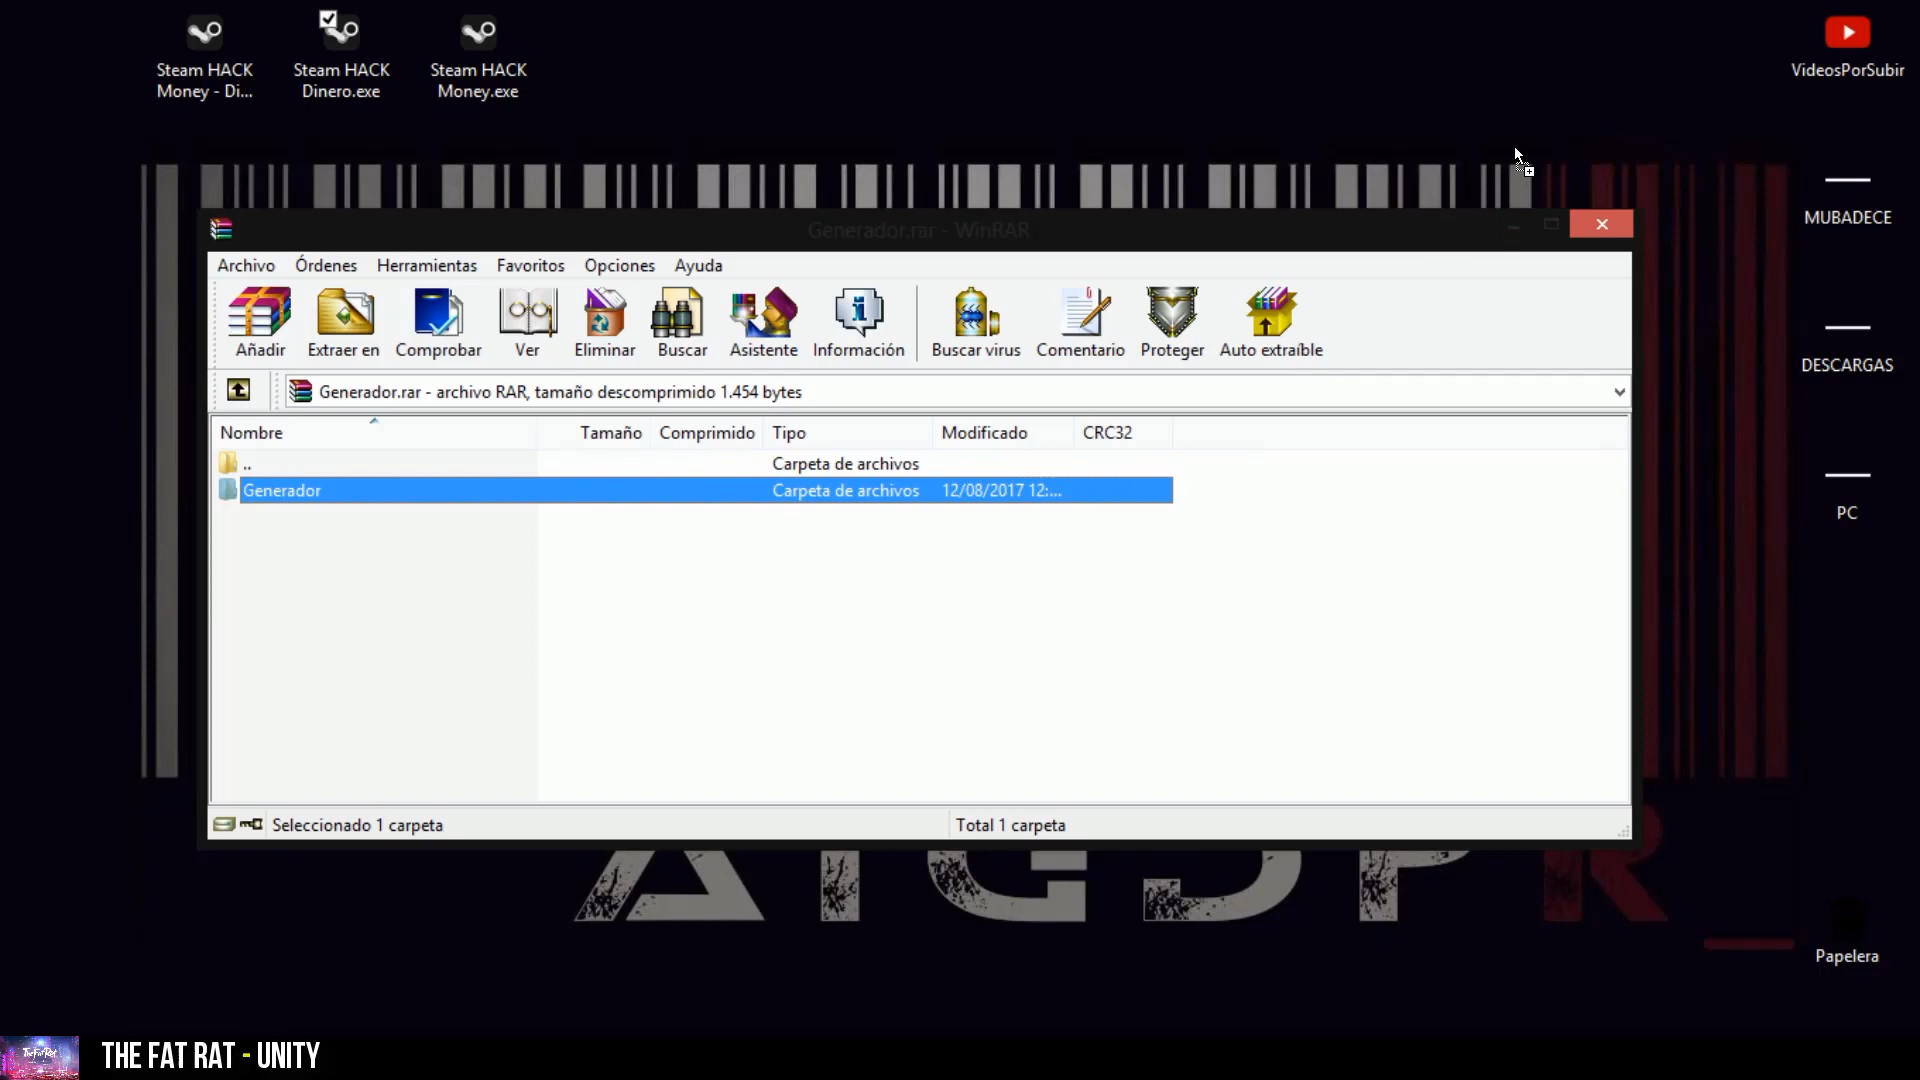 Steam HACK
Money - Di...
Steam HACK
Dinero.exe
Steam HACK
Money.exe
VideosPorSubir
MUBADECE
DESCARGAS
PC
Papelera
Generador.rar - WinRAR
Archivo Órdenes Herramientas Favoritos Opciones Ayuda
Añadir Extraer en Comprobar Ver Eliminar Buscar Asistente Información Buscar virus Comentario Proteger Auto extraíble
Generador.rar - archivo RAR, tamaño descomprimido 1.454 bytes
Nombre Tamaño Comprimido Tipo Modificado CRC32
.. Carpeta de archivos
Generador Carpeta de archivos 12/08/2017 12:...
Seleccionado 1 carpeta Total 1 carpeta
THE FAT RAT - UNITY